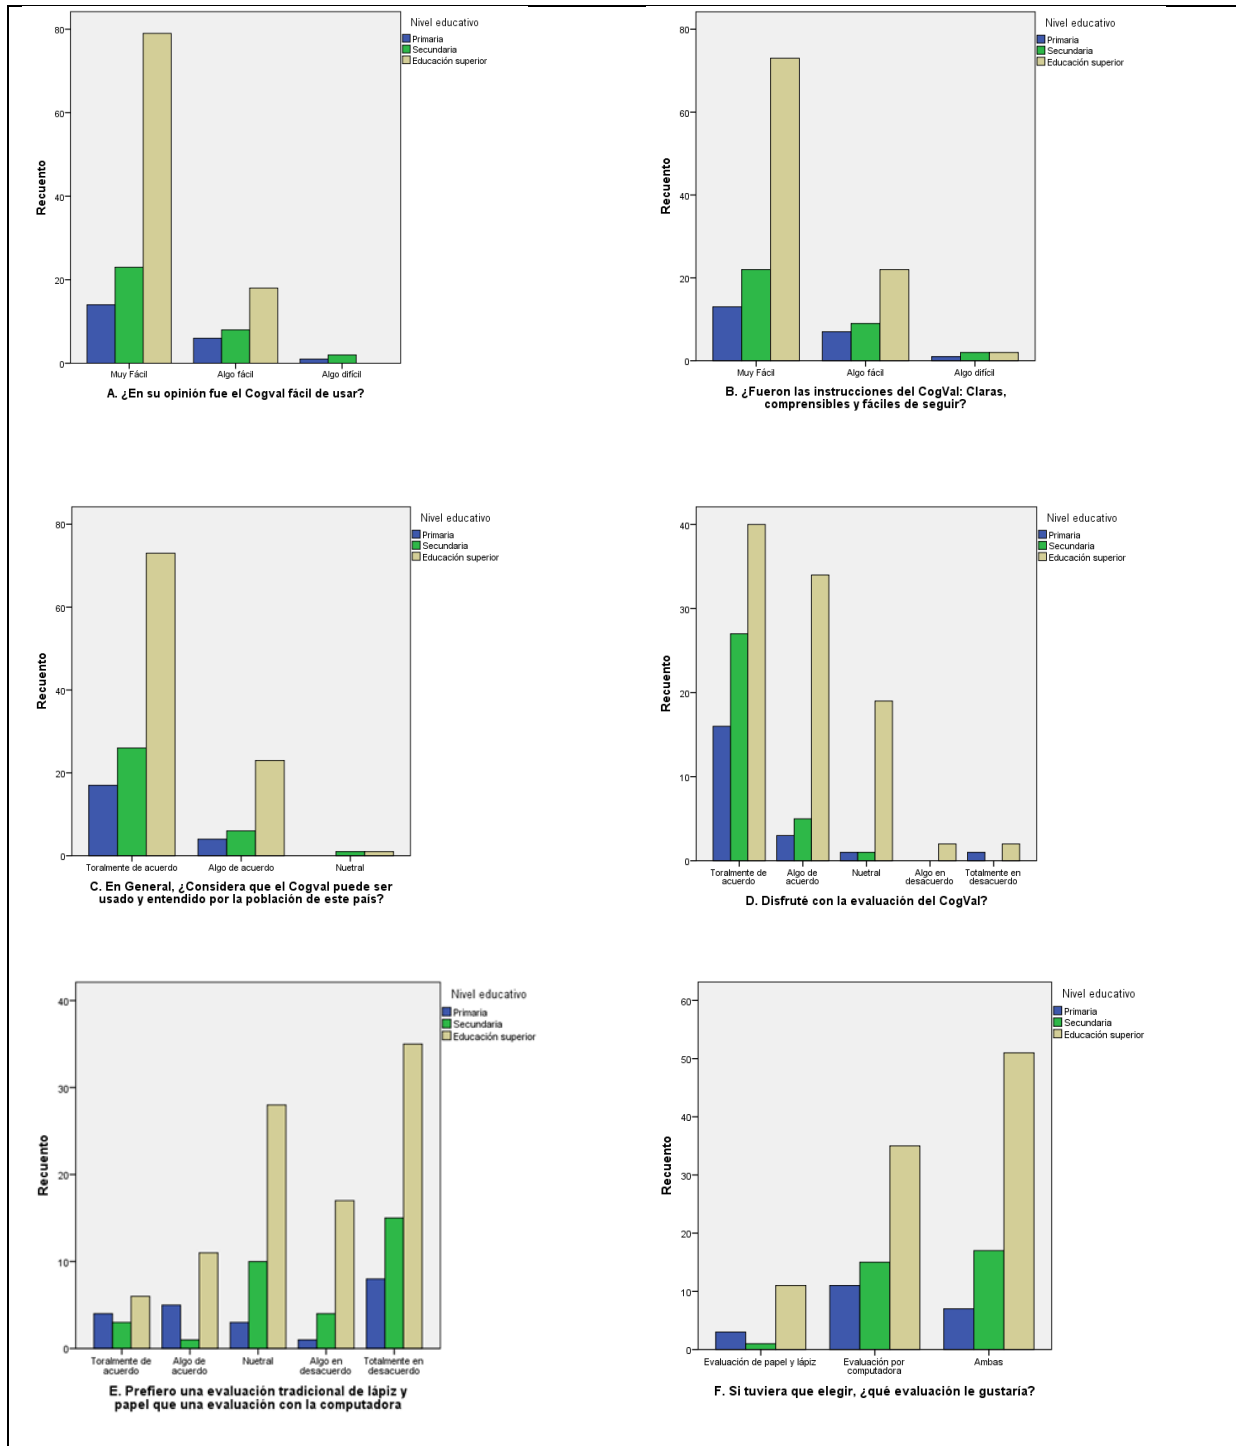 Nivel educativo
Primaria
Secundaria
Educación superior
80
60
40
20
0
Recuento
Muy Fácil
Algo fácil
Algo difícil
A. ¿En su opinión fue el Cogval fácil de usar?
Nivel educativo
Primaria
Secundaria
Educación superior
80
60
40
20
0
Recuento
Muy Fácil
Algo fácil
Algo difícil
B. ¿Fueron las instrucciones del CogVal: Claras,
comprensibles y fáciles de seguir?
Nivel educativo
Primaria
Secundaria
Educación superior
80
60
40
20
0
Recuento
Toralmente de acuerdo
Algo de acuerdo
Nuetral
C. En General, ¿Considera que el Cogval puede ser
usado y entendido por la población de este país?
Nivel educativo
Primaria
Secundaria
Educación superior
40
30
20
10
0
Recuento
Toralmente de
acuerdo
Algo de
acuerdo
Nuetral
Algo en
desacuerdo
Totalmente en
desacuerdo
D. Disfruté con la evaluación del CogVal?
Nivel educativo
Primaria
Secundaria
Educación superior
40
30
20
10
0
Recuento
Toralmente de
acuerdo
Algo de
acuerdo
Nuetral
Algo en
desacuerdo
Totalmente en
desacuerdo
E. Prefiero una evaluación tradicional de lápiz y
papel que una evaluación con la computadora
Nivel educativo
Primaria
Secundaria
Educación superior
60
50
40
30
20
10
0
Recuento
Evaluación de papel y lápiz
Evaluación por
computadora
Ambas
F. Si tuviera que elegir, ¿qué evaluación le gustaría?